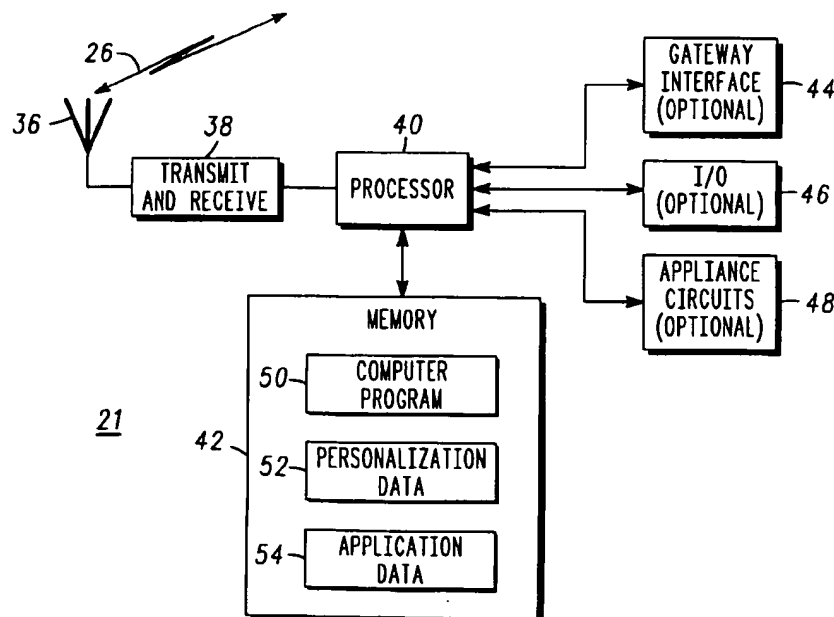 26
36
38
TRANSMIT
AND RECEIVE
40
PROCESSOR
GATEWAY
INTERFACE
(OPTIONAL)
44
I/O
(OPTIONAL)
46
APPLIANCE
CIRCUITS
(OPTIONAL)
48
MEMORY
50
COMPUTER
PROGRAM
21
42
52
PERSONALIZATION
DATA
54
APPLICATION
DATA